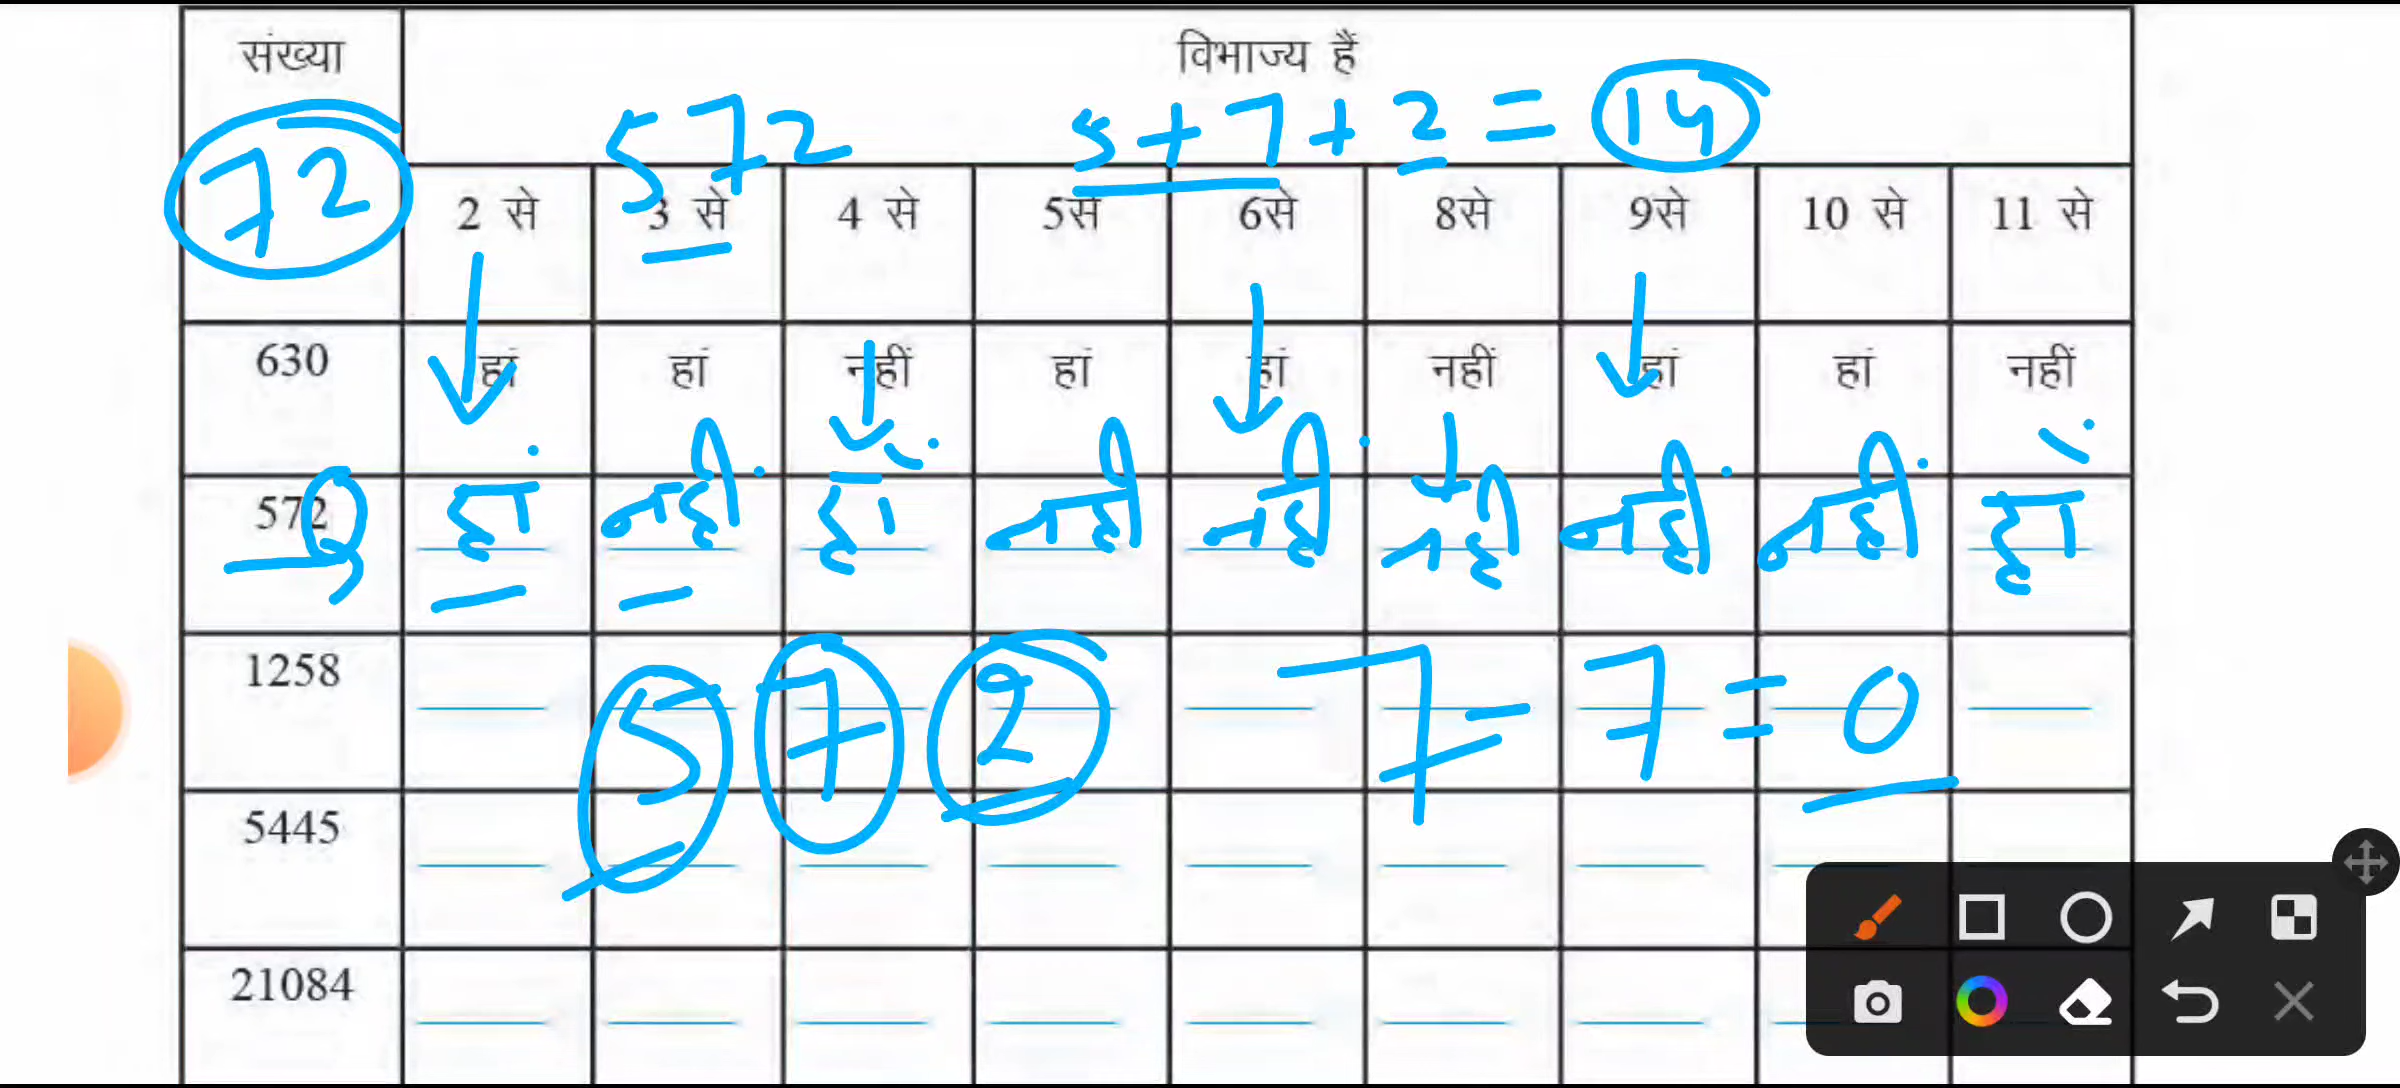 संख्या विभाज्य हैं
572 5+7+2=14
72
2 से 3 से 4 से 5से 6से 8से 9से 10 से 11 से
630 हां हां नहीं हां हां नहीं हां हां नहीं
572 हां नहीं हां नही नहीं नही नहीं नहीं हां
1258
5 7 2 7-7=0
5445
21084